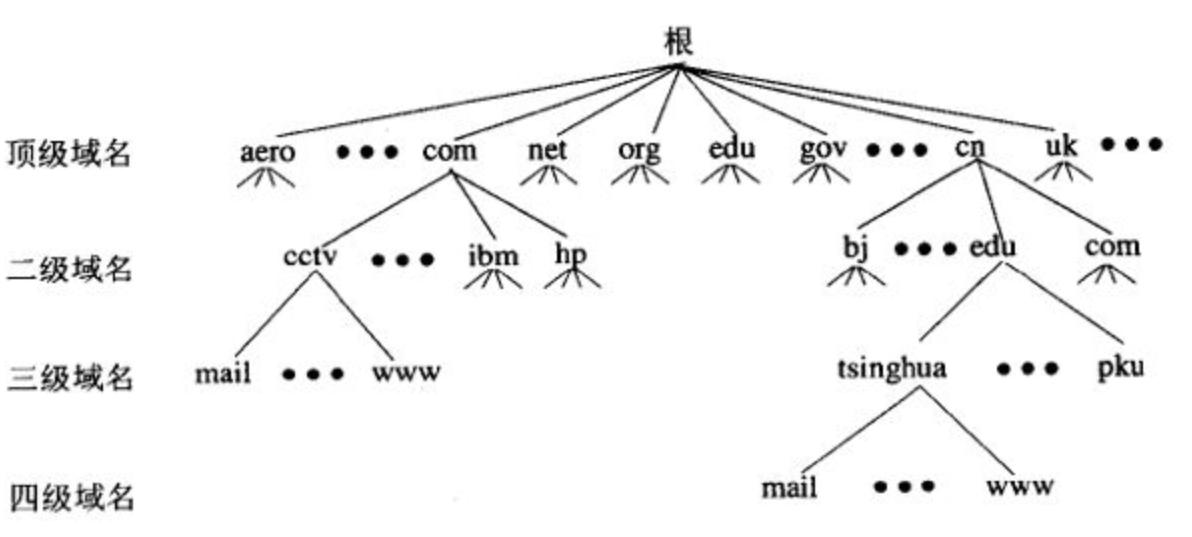 根
顶级域名 aero ••• com net org edu gov ••• cn uk •••
二级域名 cctv ••• ibm hp bj ••• edu com
三级域名 mail ••• www tsinghua ••• pku
四级域名 mail ••• www